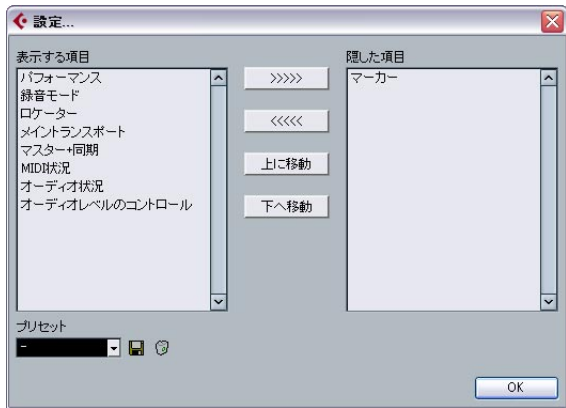 設定...
表示する項目
パフォーマンス
録音モード
ロケーター
メイントランスポート
マスター+同期
MIDI状況
オーディオ状況
オーディオレベルのコントロール
>>>>>
<<<<<
上に移動
下へ移動
隠した項目
マーカー
プリセット
-
OK